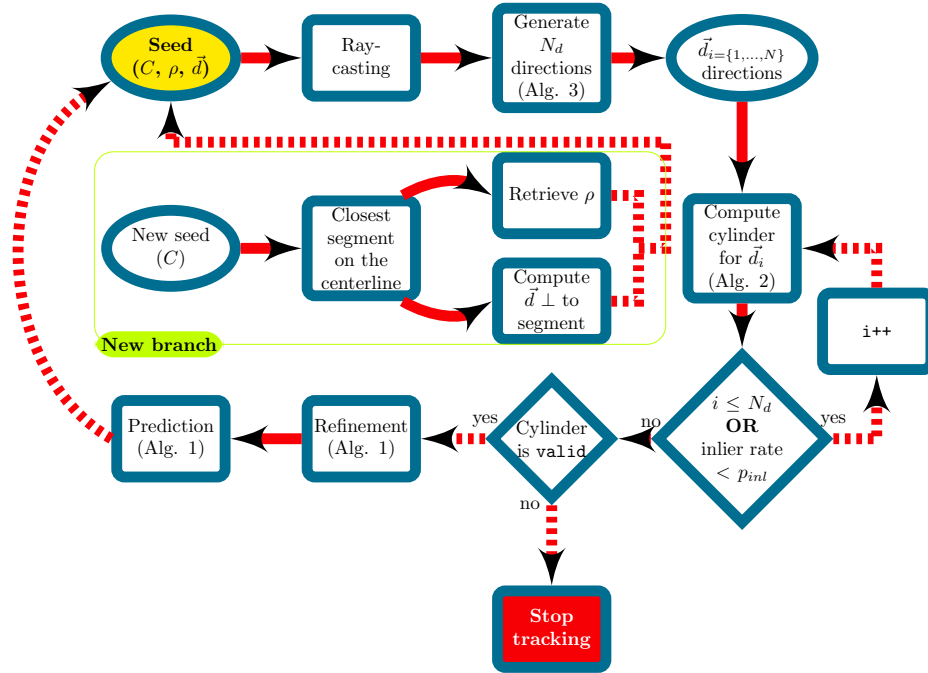 Seed
(C, ρ, d⃗)
Ray-
casting
Generate
N_d
directions
(Alg. 3)
d⃗_{i={1,...,N}}
directions
New seed
(C)
Closest
segment
on the
centerline
Retrieve ρ
Compute
d⃗ ⊥ to
segment
New branch
Compute
cylinder
for d⃗_i
(Alg. 2)
i++
i ≤ N_d
OR
inlier rate
< p_{inl}
yes
no
Cylinder
is valid
yes
no
Refinement
(Alg. 1)
Prediction
(Alg. 1)
Stop
tracking